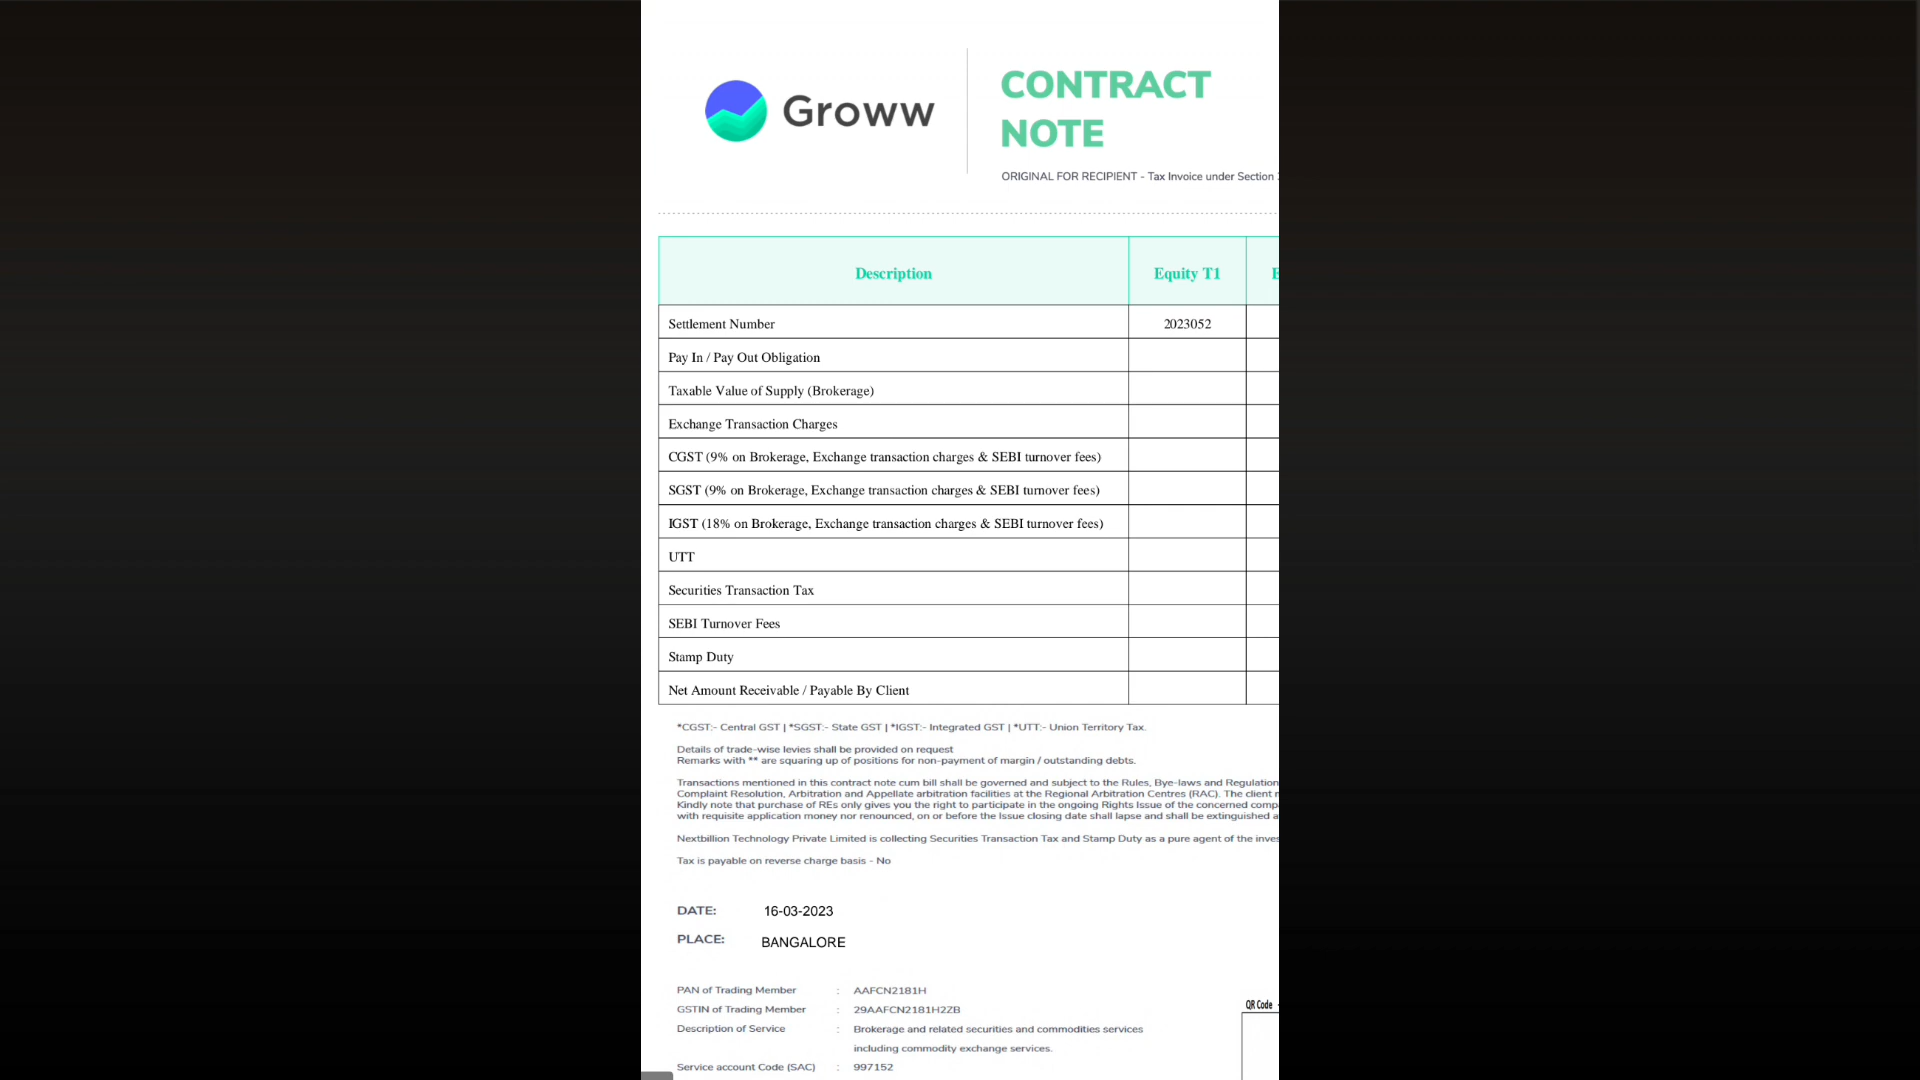 Groww
CONTRACT
NOTE
ORIGINAL FOR RECIPIENT - Tax Invoice under Section
Description Equity T1
Settlement Number 2023052
Pay In / Pay Out Obligation
Taxable Value of Supply (Brokerage)
Exchange Transaction Charges
CGST (9% on Brokerage, Exchange transaction charges & SEBI turnover fees)
SGST (9% on Brokerage, Exchange transaction charges & SEBI turnover fees)
IGST (18% on Brokerage, Exchange transaction charges & SEBI turnover fees)
UTT
Securities Transaction Tax
SEBI Turnover Fees
Stamp Duty
Net Amount Receivable / Payable By Client
*CGST:- Central GST | *SGST:- State GST | *IGST:- Integrated GST | *UTT:- Union Territory Tax.
Details of trade-wise levies shall be provided on request
Remarks with ** are squaring up of positions for non-payment of margin / outstanding debts.
Transactions mentioned in this contract note cum bill shall be governed and subject to the Rules, Bye-laws and Regulation
Complaint Resolution, Arbitration and Appellate arbitration facilities at the Regional Arbitration Centres (RAC). The client
Kindly note that purchase of REs only gives you the right to participate in the ongoing Rights Issue of the concerned comp
with requisite application money nor renounced, on or before the Issue closing date shall lapse and shall be extinguished a
Nextbillion Technology Private Limited is collecting Securities Transaction Tax and Stamp Duty as a pure agent of the inve
Tax is payable on reverse charge basis - No
DATE: 16-03-2023
PLACE: BANGALORE
PAN of Trading Member : AAFCN2181H
GSTIN of Trading Member : 29AAFCN2181H2ZB
Description of Service : Brokerage and related securities and commodities services
including commodity exchange services.
QR Code
Service account Code (SAC) : 997152